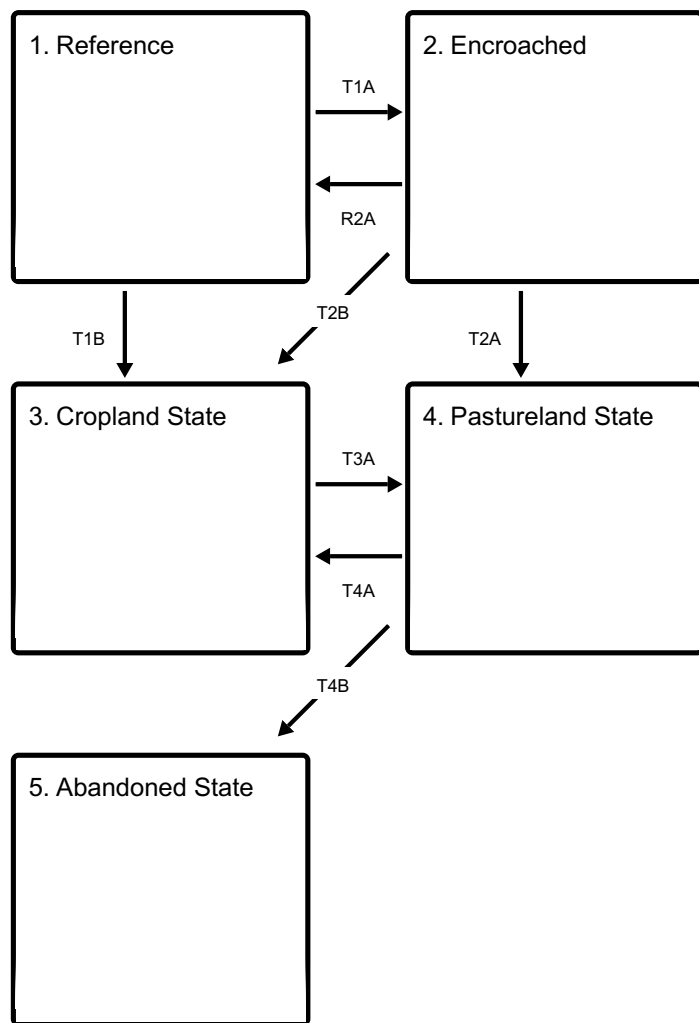 1. Reference
2. Encroached
T1A
R2A
T1B
T2B
T2A
3. Cropland State
4. Pastureland State
T3A
T4A
T4B
5. Abandoned State